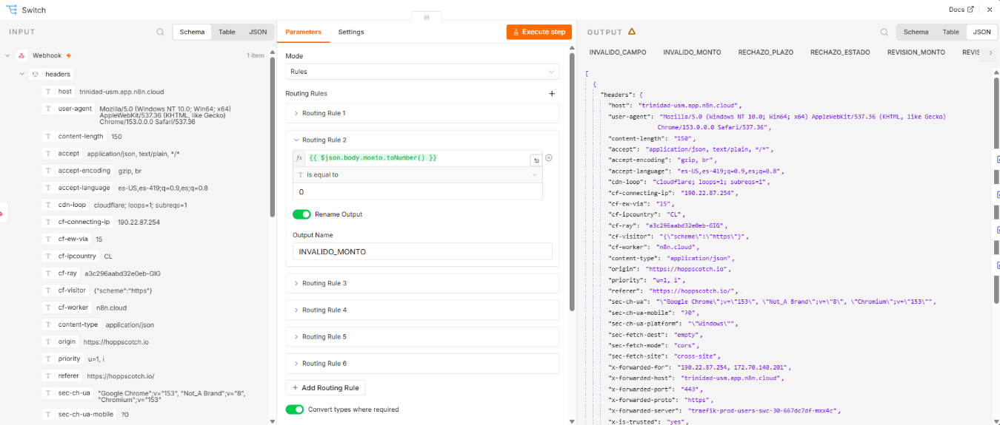 Switch
Docs
INPUT
Schema
Table
JSON
Webhook
1 item
headers
host
trinidad-usm.app.n8n.cloud
user-agent
Mozilla/5.0 (Windows NT 10.0; Win64; x64)
AppleWebKit/537.36 (KHTML, like Gecko)
Chrome/153.0.0.0 Safari/537.36
content-length
150
accept
application/json, text/plain, */*
accept-encoding
gzip, br
accept-language
es-US,es-419;q=0.9,es;q=0.8
cdn-loop
cloudflare; loops=1; subreqs=1
cf-connecting-ip
190.22.87.254
cf-ew-via
15
cf-ipcountry
CL
cf-ray
a3c296aabd32e0eb-GIG
cf-visitor
{"scheme":"https"}
cf-worker
n8n.cloud
content-type
application/json
origin
https://hoppscotch.io
priority
u=1, i
referer
https://hoppscotch.io/
sec-ch-ua
"Google Chrome";v="153", "Not_A Brand";v="8",
"Chromium";v="153"
sec-ch-ua-mobile
?0
Parameters
Settings
Execute step
Mode
Rules
Routing Rules
Routing Rule 1
Routing Rule 2
fx
{{ $json.body.monto.toNumber() }}
T is equal to
0
Rename Output
Output Name
INVALIDO_MONTO
Routing Rule 3
Routing Rule 4
Routing Rule 5
Routing Rule 6
+ Add Routing Rule
Convert types where required
OUTPUT
Schema
Table
JSON
INVALIDO_CAMPO
INVALIDO_MONTO
RECHAZO_PLAZO
RECHAZO_ESTADO
REVISION_MONTO
REVIS
[
{
"headers": {
"host": "trinidad-usm.app.n8n.cloud",
"user-agent": "Mozilla/5.0 (Windows NT 10.0; Win64; x64) AppleWebKit/537.36 (KHTML, like Gecko)
Chrome/153.0.0.0 Safari/537.36",
"content-length": "150",
"accept": "application/json, text/plain, */*",
"accept-encoding": "gzip, br",
"accept-language": "es-US,es-419;q=0.9,es;q=0.8",
"cdn-loop": "cloudflare; loops=1; subreqs=1",
"cf-connecting-ip": "190.22.87.254",
"cf-ew-via": "15",
"cf-ipcountry": "CL",
"cf-ray": "a3c296aabd32e0eb-GIG",
"cf-visitor": "{\"scheme\":\"https\"}",
"cf-worker": "n8n.cloud",
"content-type": "application/json",
"origin": "https://hoppscotch.io",
"priority": "u=1, i",
"referer": "https://hoppscotch.io/",
"sec-ch-ua": "\"Google Chrome\";v=\"153\", \"Not_A Brand\";v=\"8\", \"Chromium\";v=\"153\"",
"sec-ch-ua-mobile": "?0",
"sec-ch-ua-platform": "\"Windows\"",
"sec-fetch-dest": "empty",
"sec-fetch-mode": "cors",
"sec-fetch-site": "cross-site",
"x-forwarded-for": "190.22.87.254, 172.70.140.201",
"x-forwarded-host": "trinidad-usm.app.n8n.cloud",
"x-forwarded-port": "443",
"x-forwarded-proto": "https",
"x-forwarded-server": "traefik-prod-users-swc-30-667dc7df-mxx4c",
"x-is-trusted": "yes",